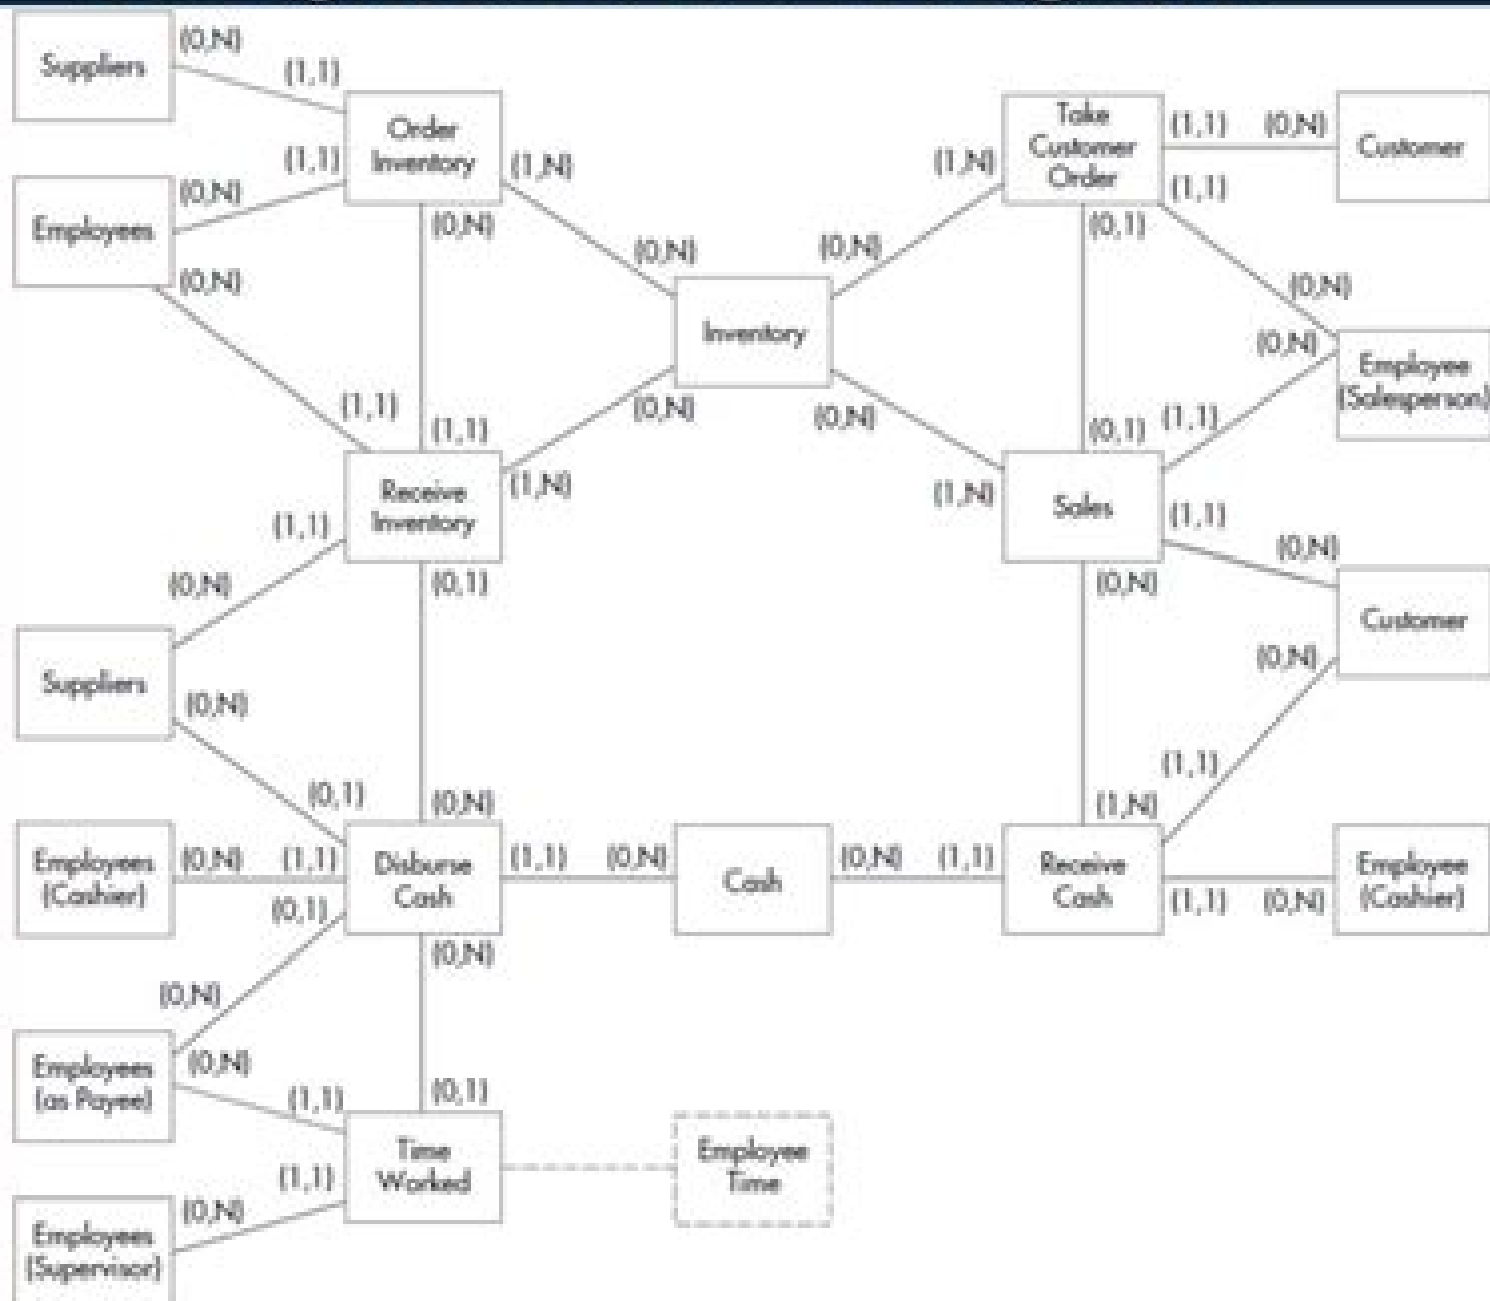 Suppliers
(0,N)
(1,1)
Order
Inventory
(1,1)
(0,N)
Employees
(0,N)
(1,N)
(0,N)
(0,N)
Inventory
(0,N)
(1,N)
Take
Customer
Order
(1,1)
(0,N)
Customer
(1,1)
(0,1)
(0,N)
(0,N)
Employee
(Salesperson)
(1,1)
(1,1)
Receive
Inventory
(1,N)
(0,N)
(0,N)
(1,N)
(0,1)
(1,1)
Sales
(1,1)
(0,N)
(0,N)
Customer
(0,N)
(1,1)
(1,N)
(1,1)
(0,N)
Suppliers
(0,N)
(0,1)
(0,1)
(0,N)
Employees
(Cashier)
(0,N)
(1,1)
Disburse
Cash
(1,1)
(0,N)
Cash
(0,N)
(1,1)
Receive
Cash
(1,1)
(0,N)
Employee
(Cashier)
(0,1)
(0,N)
(0,N)
Employees
(as Payee)
(0,N)
(1,1)
(0,1)
Time
Worked
Employee
Time
(1,1)
(0,N)
Employees
(Supervisor)